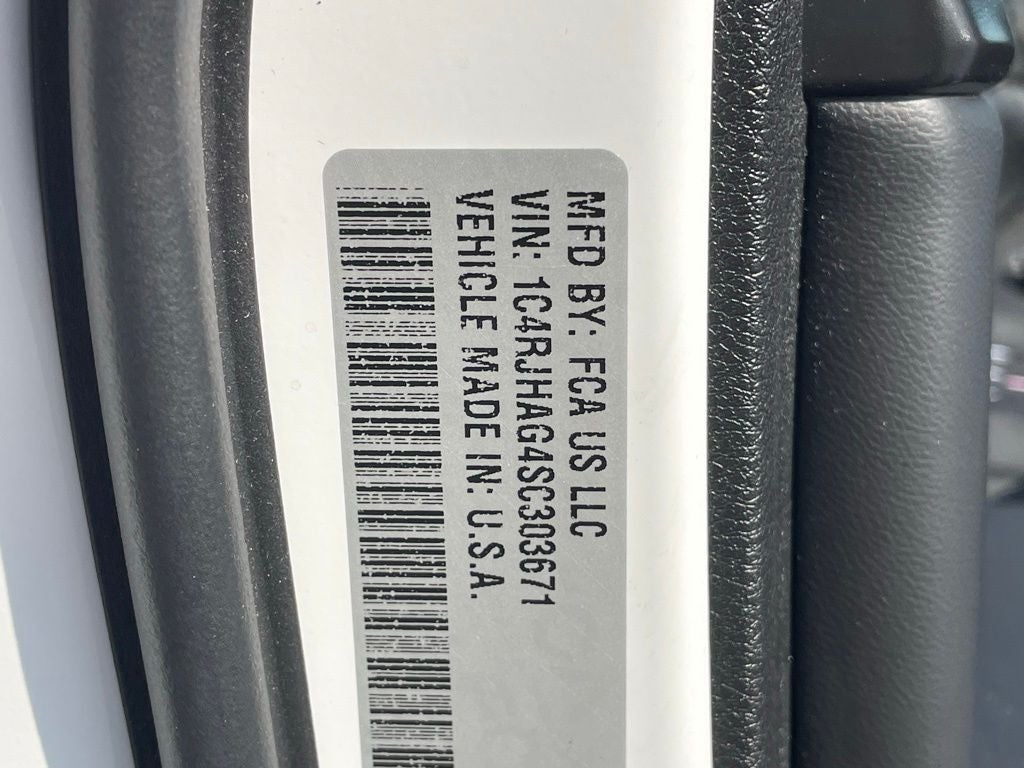 MFD BY: FCA US LLC
VIN: 1C4RJHAG4SC303671
VEHICLE MADE IN: U.S.A.